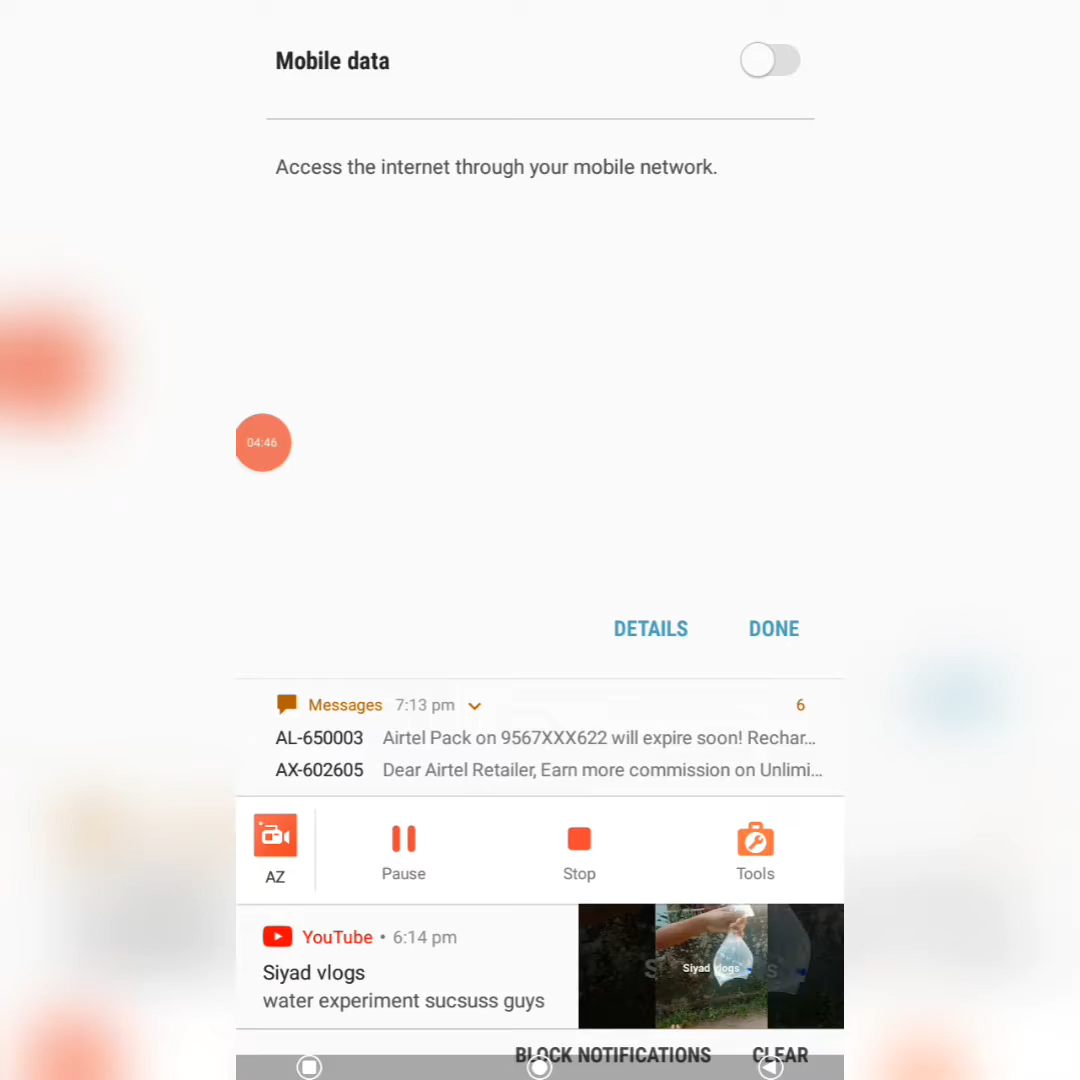 Mobile data
Access the internet through your mobile network.
04:46
DETAILS DONE
Messages 7:13 pm 6
AL-650003 Airtel Pack on 9567XXX622 will expire soon! Rechar...
AX-602605 Dear Airtel Retailer, Earn more commission on Unlimi...
AZ
Pause
Stop
Tools
YouTube • 6:14 pm
Siyad vlogs
water experiment sucsuss guys
Siyad vlogs
BLOCK NOTIFICATIONS CLEAR